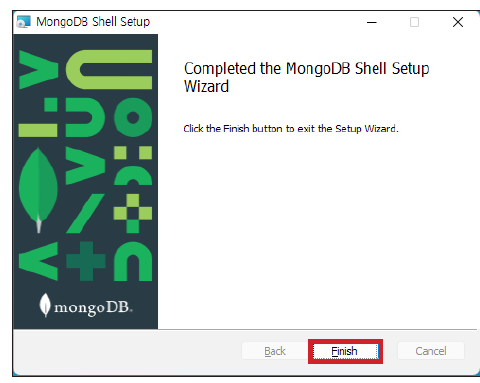 MongoDB Shell Setup
Completed the MongoDB Shell Setup
Wizard
Click the Finish button to exit the Setup Wizard.
mongoDB.
Back
Finish
Cancel